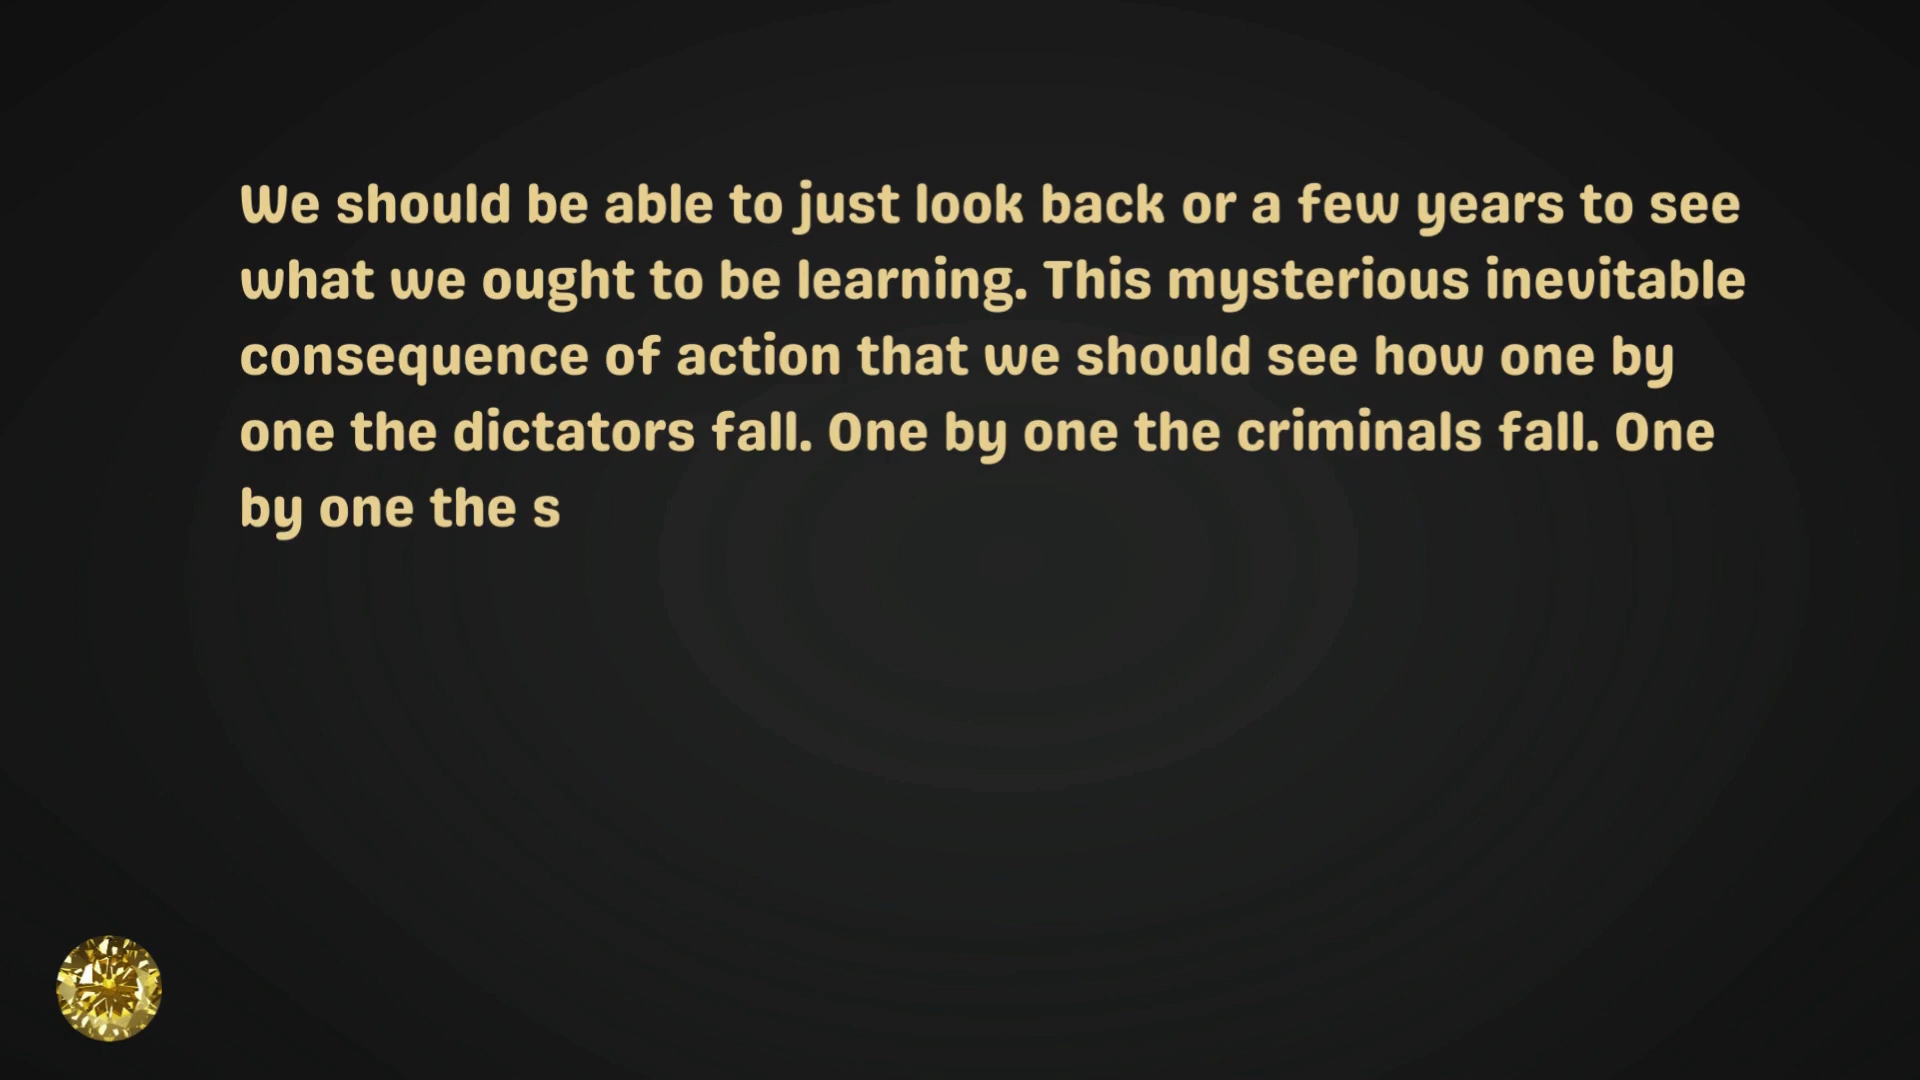 We should be able to just look back or a few years to see
what we ought to be learning. This mysterious inevitable
consequence of action that we should see how one by
one the dictators fall. One by one the criminals fall. One
by one the s